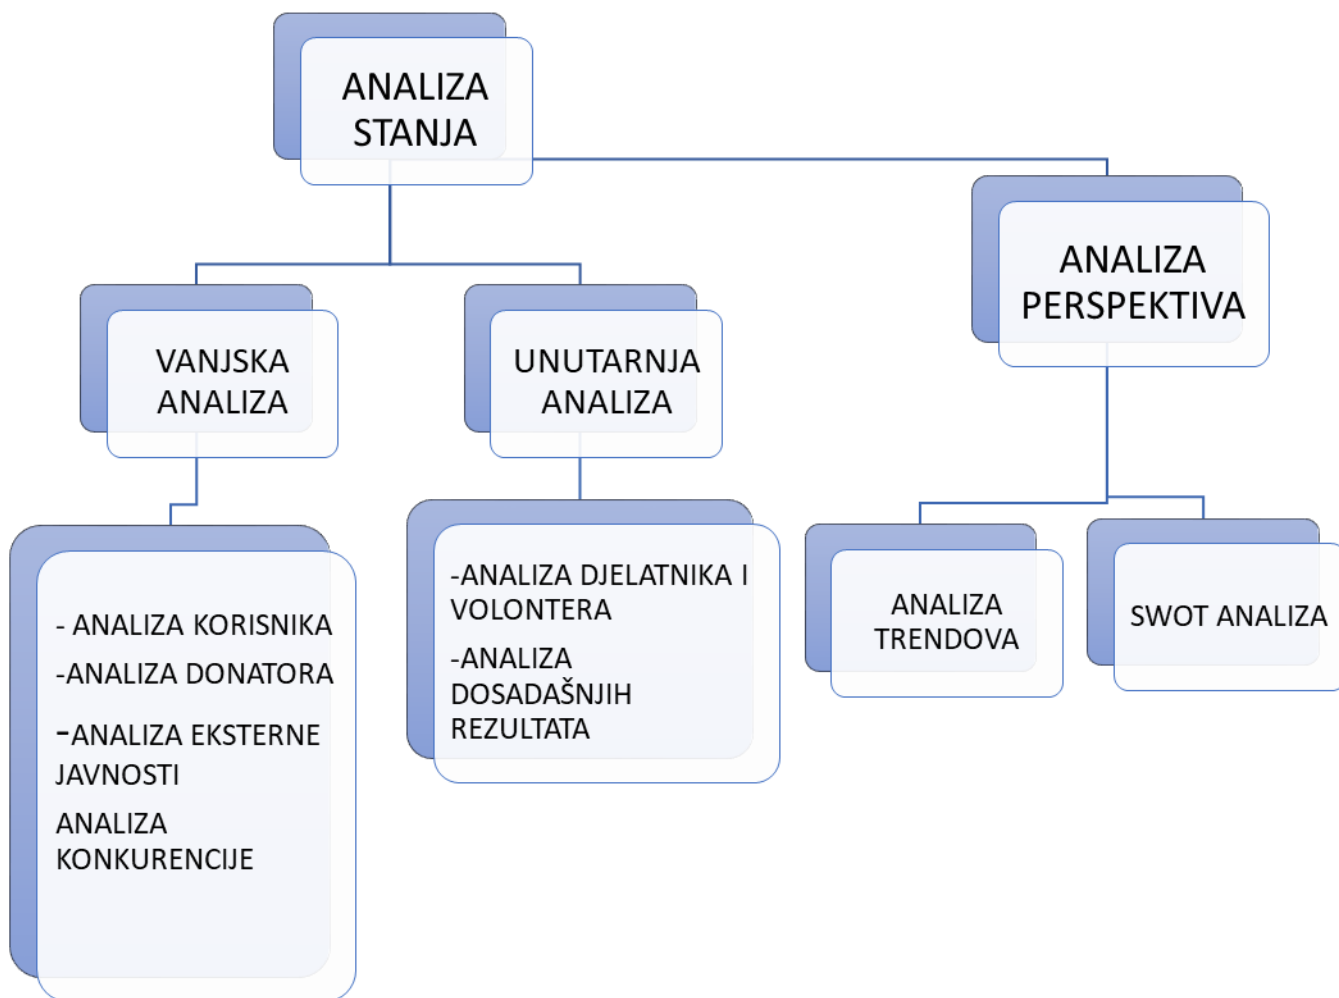 ANALIZA
STANJA
ANALIZA
PERSPEKTIVA
VANJSKA
ANALIZA
UNUTARNJA
ANALIZA
- ANALIZA KORISNIKA
-ANALIZA DONATORA
-ANALIZA EKSTERNE
JAVNOSTI
ANALIZA
KONKURENCIJE
-ANALIZA DJELATNIKA I
VOLONTERA
-ANALIZA
DOSADAŠNJIH
REZULTATA
ANALIZA
TRENDOVA
SWOT ANALIZA